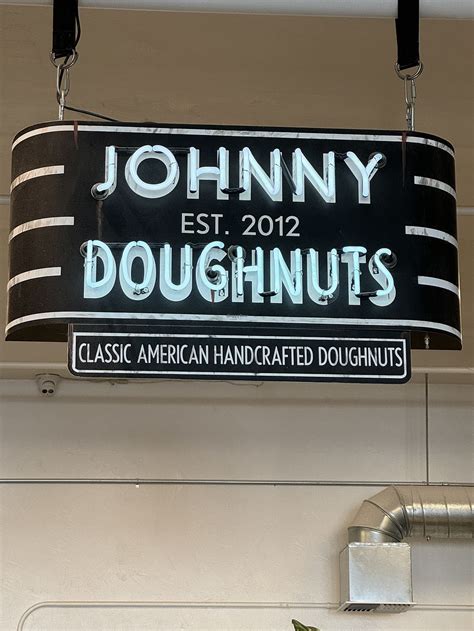 JOHNNY
EST. 2012
DOUGHNUTS
CLASSIC AMERICAN HANDCRAFTED DOUGHNUTS